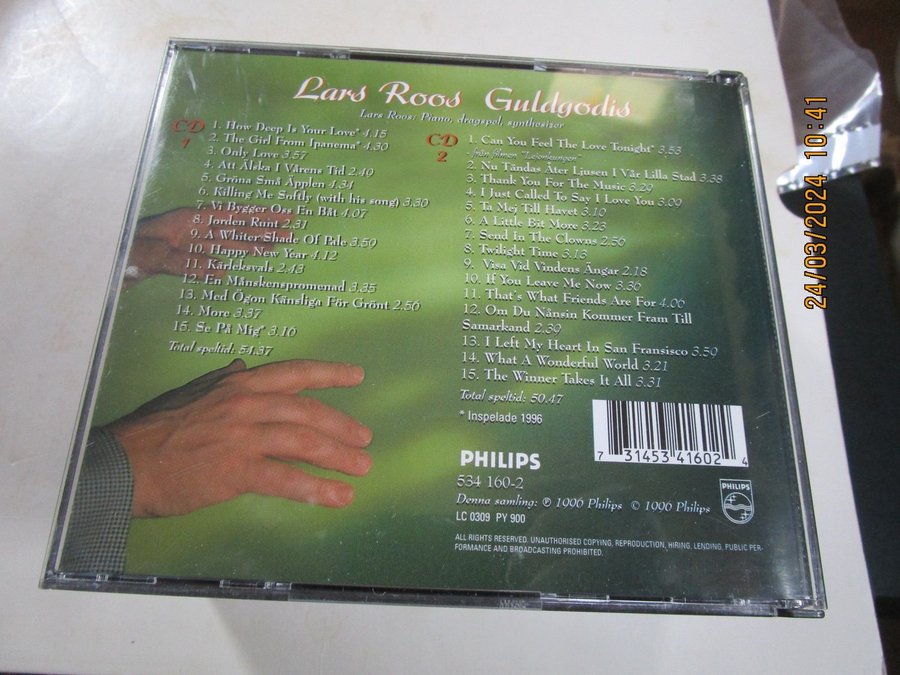 Lars Roos Guldgodis
Lars Roos: Piano, dragspel, synthesizer
CD 1
1. How Deep Is Your Love* 4.15
2. The Girl From Ipanema* 4.30
3. Only Love 3.57
4. Att Älska I Vårens Tid 2.49
5. Gröna Små Äpplen 4.34
6. Killing Me Softly (with his song) 3.30
7. Vi Bygger Oss En Båt 4.07
8. Jorden Runt 2.31
9. A Whiter Shade Of Pale 3.59
10. Happy New Year 4.12
11. Kärleksvals 2.43
12. En Månskenspromenad 3.35
13. Med Ögon Känsliga För Grönt 2.56
14. More 3.37
15. Se På Mig* 3.16
Total speltid: 54.37
CD 2
1. Can You Feel The Love Tonight* 3.53
- från filmen "Lejonkungen"
2. Nu Tändas Åter Ljusen I Vår Lilla Stad 3.38
3. Thank You For The Music 3.29
4. I Just Called To Say I Love You 3.09
5. Ta Mej Till Havet 3.19
6. A Little Bit More 3.23
7. Send In The Clowns 2.50
8. Twilight Time 3.13
9. Visa Vid Vindens Ängar 2.18
10. If You Leave Me Now 3.30
11. That's What Friends Are For 4.06
12. Om Du Nånsin Kommer Fram Till
Samarkand 2.39
13. I Left My Heart In San Fransisco 3.59
14. What A Wonderful World 3.21
15. The Winner Takes It All 3.31
Total speltid: 50.47
* Inspelade 1996
7 31453 41602 4
PHILIPS
534 160-2
Denna samling: ℗ 1996 Philips © 1996 Philips
LC 0309 PY 900
PHILIPS
ALL RIGHTS RESERVED. UNAUTHORISED COPYING, REPRODUCTION, HIRING, LENDING, PUBLIC PER-
FORMANCE AND BROADCASTING PROHIBITED.
24/03/2024 10:41